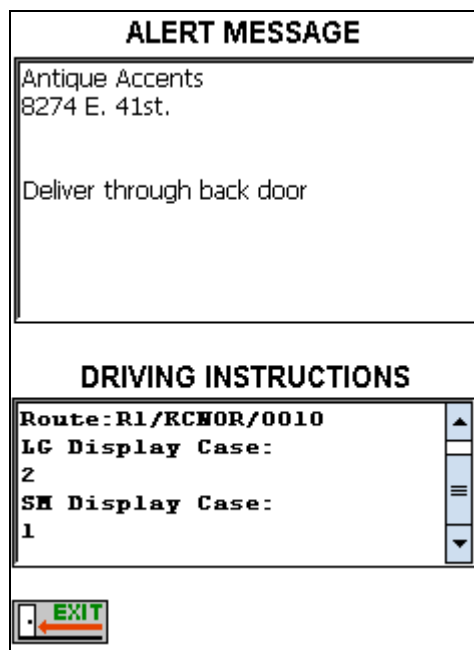 ALERT MESSAGE
Antique Accents
8274 E. 41st.
Deliver through back door
DRIVING INSTRUCTIONS
Route:R1/KCNOR/0010
LG Display Case:
2
SM Display Case:
1
EXIT